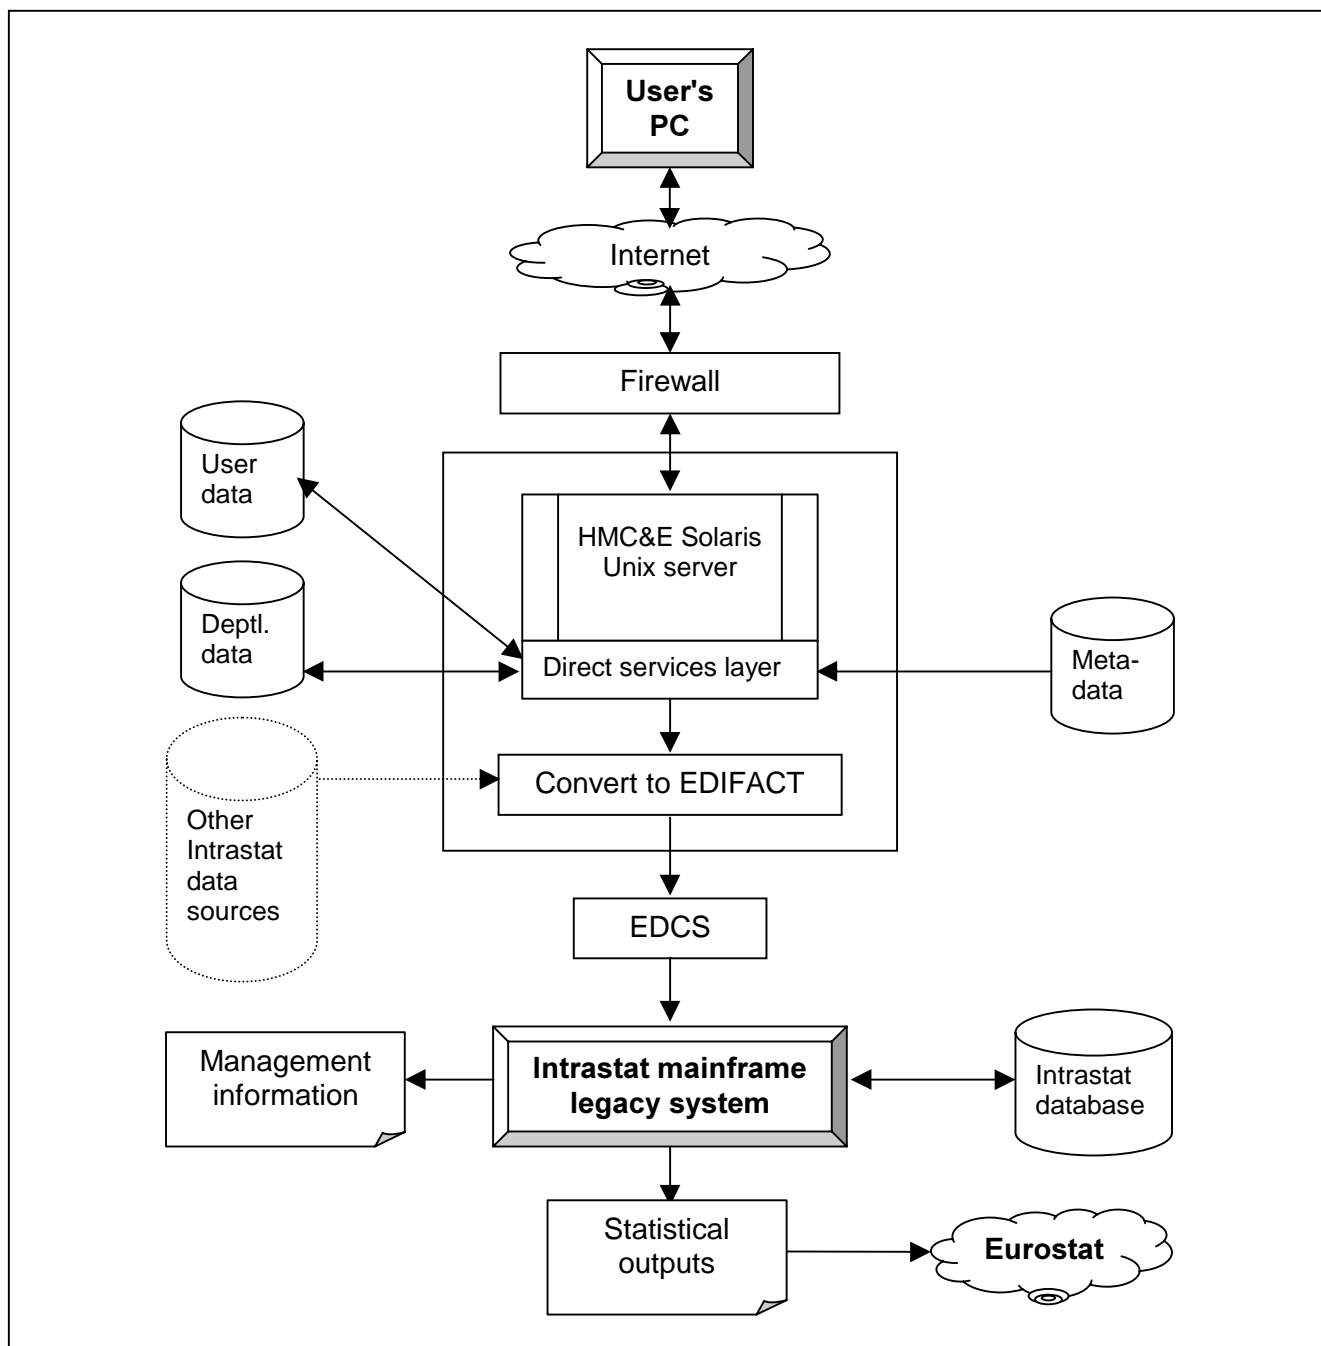 User's
PC
Internet
Firewall
User
data
HMC&E Solaris
Unix server
Deptl.
data
Direct services layer
Meta-
data
Convert to EDIFACT
Other
Intrastat
data
sources
EDCS
Management
information
Intrastat mainframe
legacy system
Intrastat
database
Statistical
outputs
Eurostat